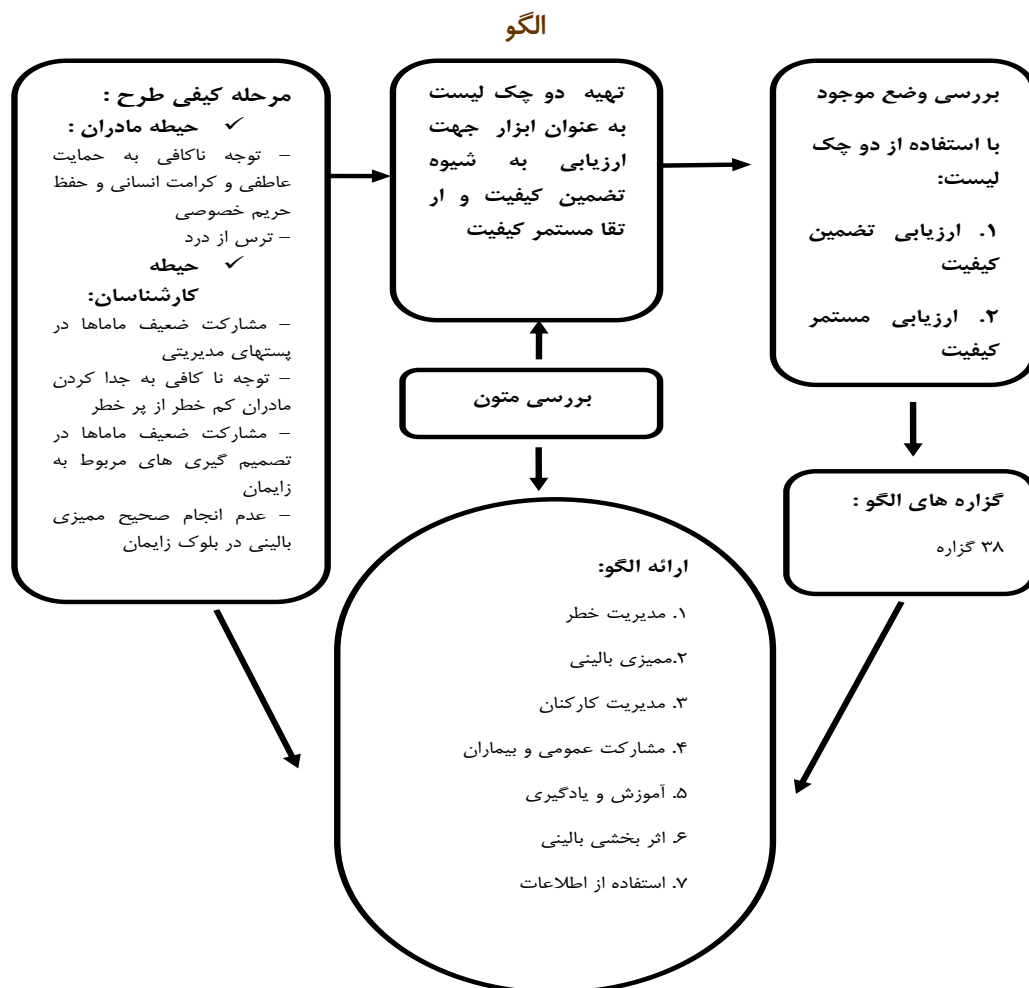 الگو
مرحله کیفی طرح :
✓ حیطه مادران :
– توجه ناکافی به حمایت
عاطفی و کرامت انسانی و حفظ
حریم خصوصی
– ترس از درد
✓ حیطه
کارشناسان:
– مشارکت ضعیف ماماها در
پستهای مدیریتی
– توجه نا کافی به جدا کردن
مادران کم خطر از پر خطر
– مشارکت ضعیف ماماها در
تصمیم گیری های مربوط به
زایمان
– عدم انجام صحیح ممیزی
بالینی در بلوک زایمان
تهیه دو چک لیست
به عنوان ابزار جهت
ارزیابی به شیوه
تضمین کیفیت و ار
تقا مستمر کیفیت
بررسی وضع موجود
با استفاده از دو چک
لیست:
۱. ارزیابی تضمین
کیفیت
۲. ارزیابی مستمر
کیفیت
بررسی متون
گزاره های الگو :
۳۸ گزاره
ارائه الگو:
۱. مدیریت خطر
۲.ممیزی بالینی
۳. مدیریت کارکنان
۴. مشارکت عمومی و بیماران
۵. آموزش و یادگیری
۶. اثر بخشی بالینی
۷. استفاده از اطلاعات